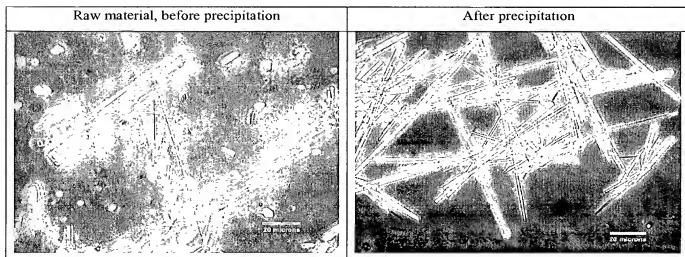 Raw material, before precipitation
After precipitation
20 microns
20 microns